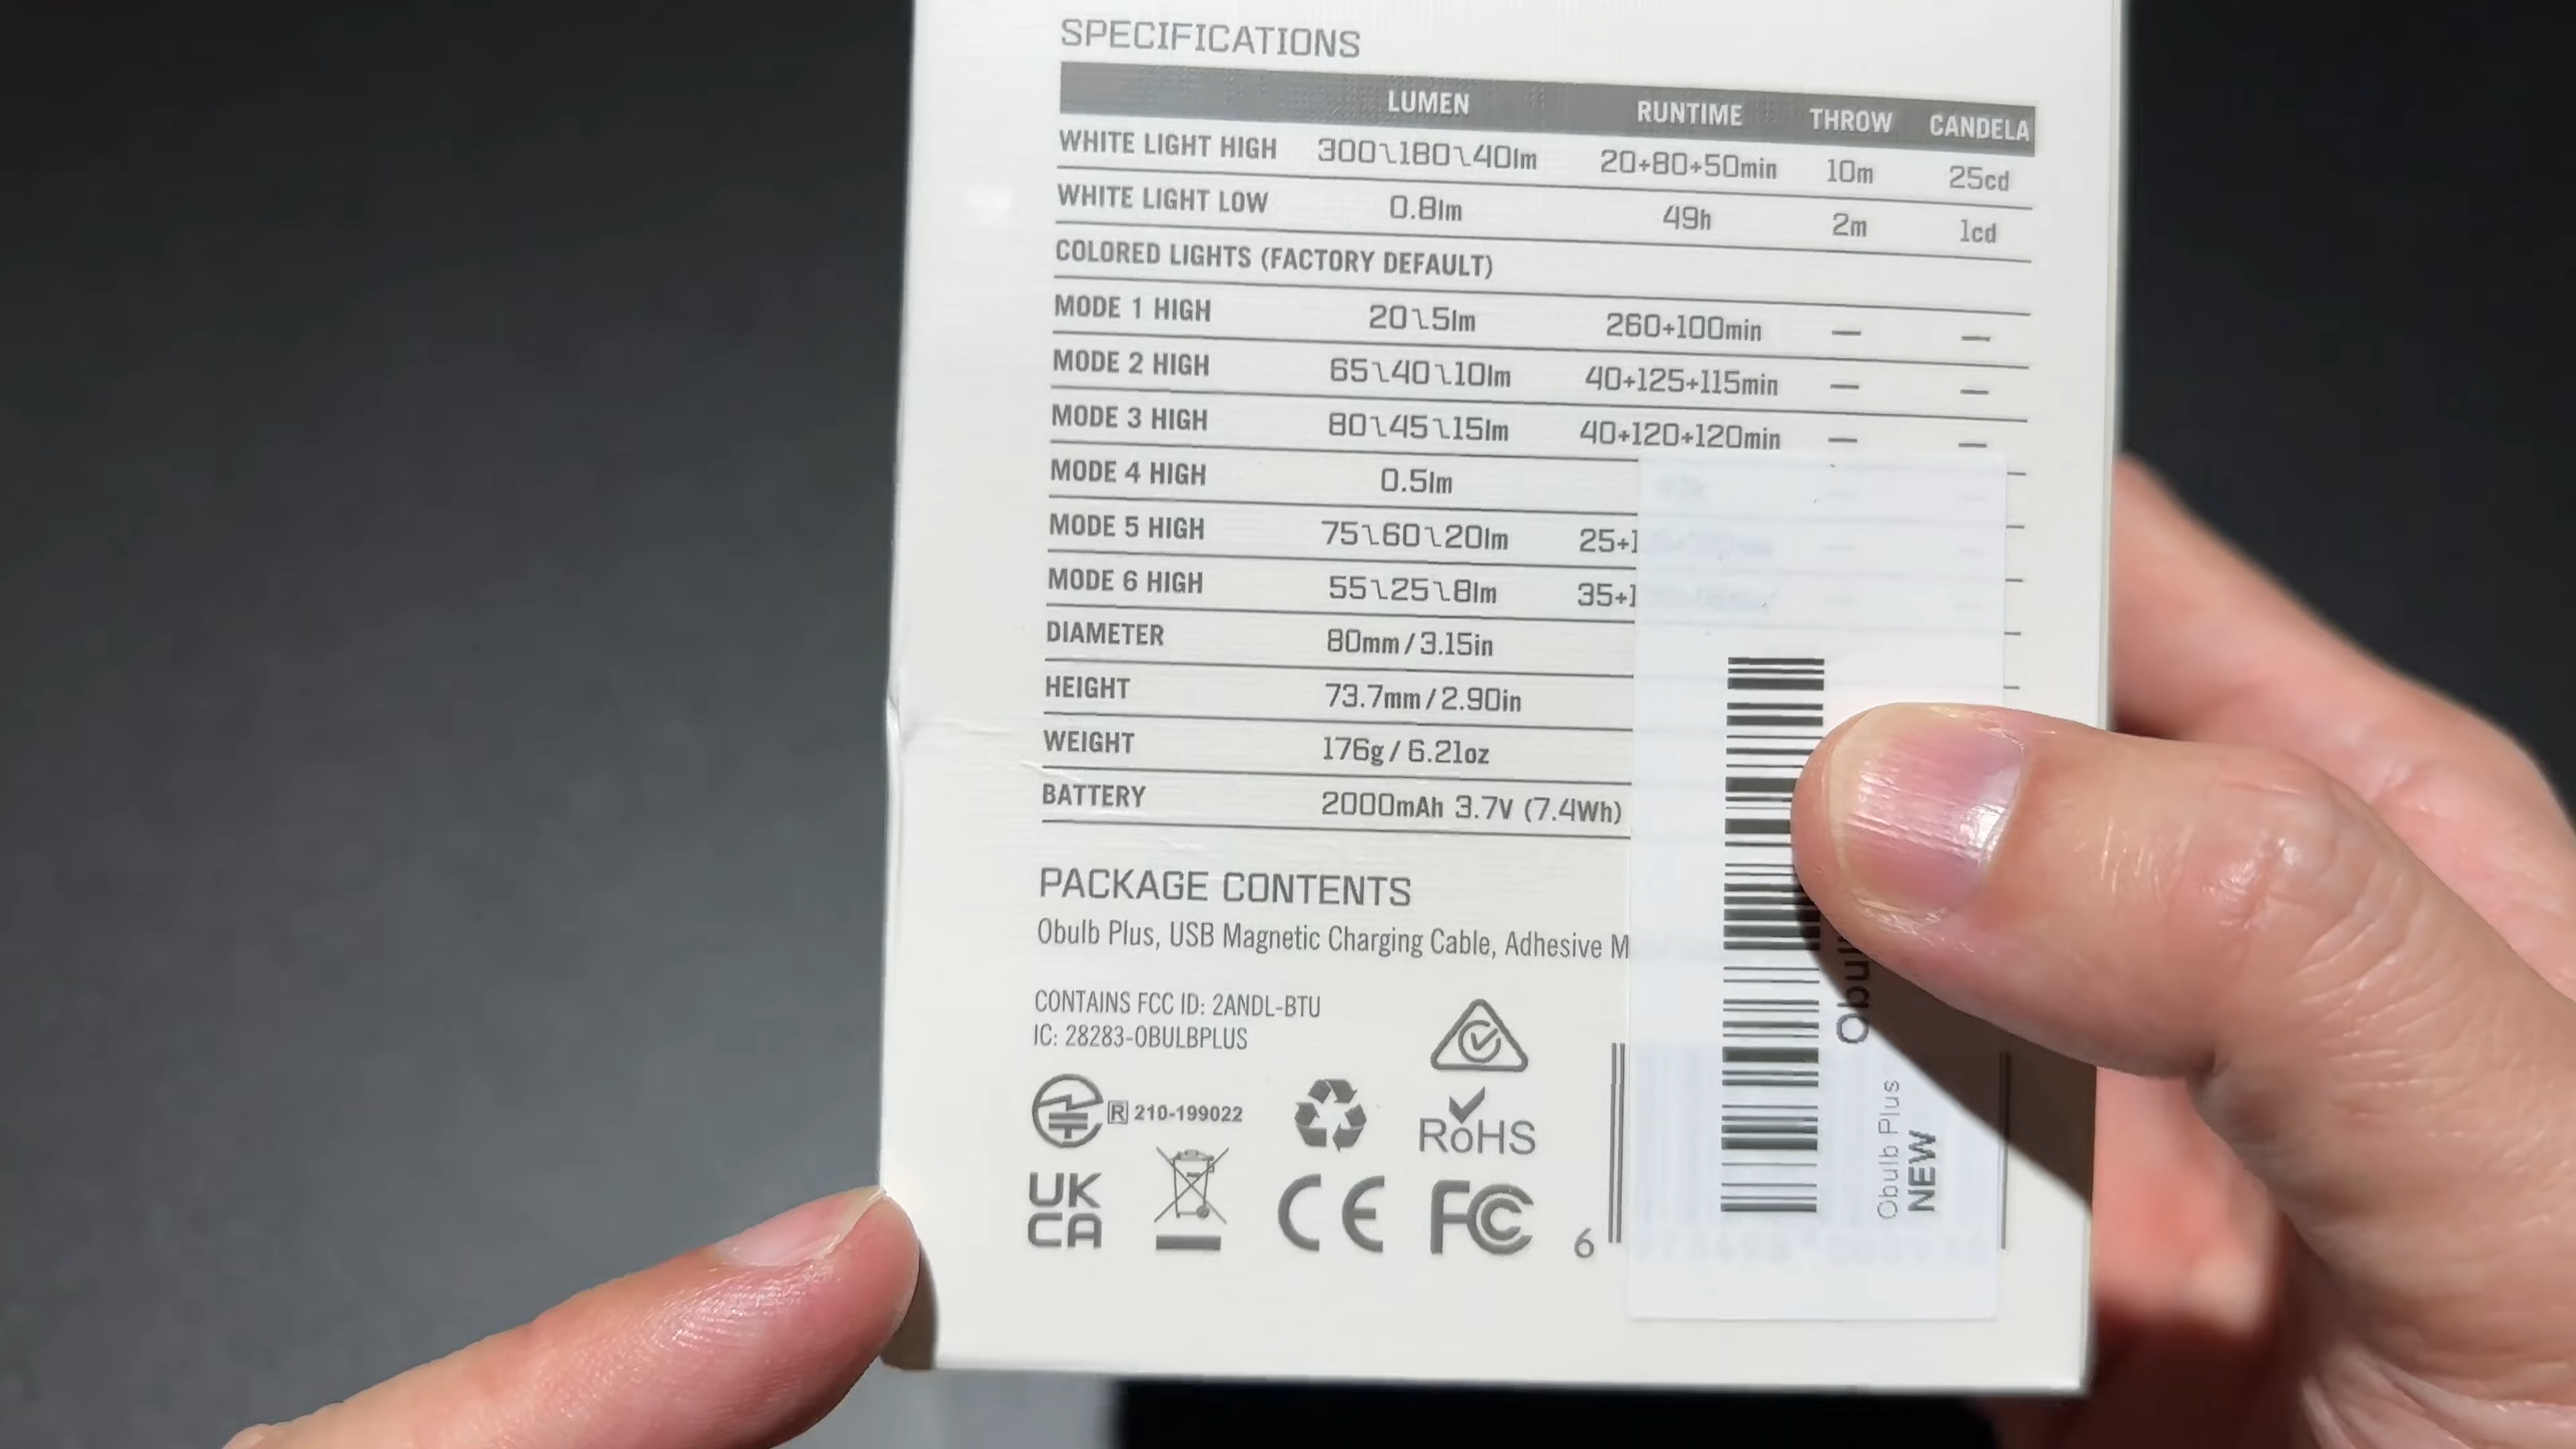 SPECIFICATIONS
LUMEN RUNTIME THROW CANDELA
WHITE LIGHT HIGH 300\180\40lm 20+80+50min 10m 25cd
WHITE LIGHT LOW 0.8lm 49h 2m 1cd
COLORED LIGHTS (FACTORY DEFAULT)
MODE 1 HIGH 20\5lm 260+100min — —
MODE 2 HIGH 65\40\10lm 40+125+115min — —
MODE 3 HIGH 80\45\15lm 40+120+120min — —
MODE 4 HIGH 0.5lm
MODE 5 HIGH 75\60\20lm 25+1
MODE 6 HIGH 55\25\8lm 35+1
DIAMETER 80mm/3.15in
HEIGHT 73.7mm/2.90in
WEIGHT 176g/6.21oz
BATTERY 2000mAh 3.7V (7.4Wh)
PACKAGE CONTENTS
Obulb Plus, USB Magnetic Charging Cable, Adhesive M
CONTAINS FCC ID: 2ANDL-BTU
IC: 28283-OBULBPLUS
R 210-199022
RoHS
UK
CA
CE FC
6
Obulb Plus
NEW